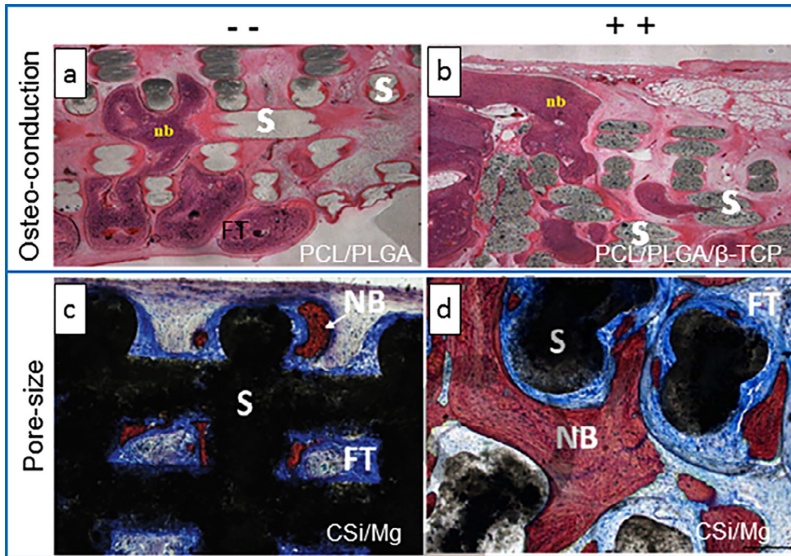 - -
+ +
Osteo-conduction
a
nb
S
S
FT
PCL/PLGA
b
nb
S
S
PCL/PLGA/β-TCP
Pore-size
c
NB
S
FT
CSi/Mg
d
FT
S
NB
CSi/Mg